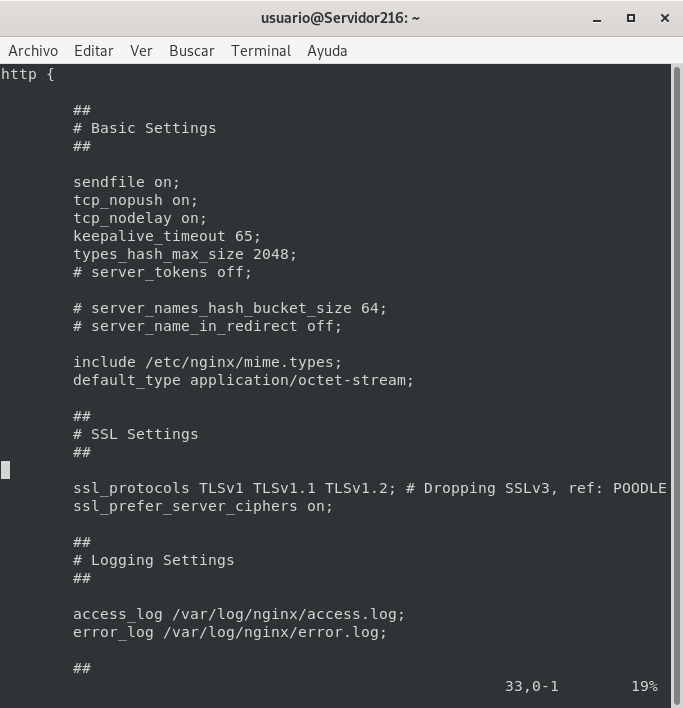 usuario@Servidor216: ~
Archivo Editar Ver Buscar Terminal Ayuda
http {
##
# Basic Settings
##
sendfile on;
tcp_nopush on;
tcp_nodelay on;
keepalive_timeout 65;
types_hash_max_size 2048;
# server_tokens off;
# server_names_hash_bucket_size 64;
# server_name_in_redirect off;
include /etc/nginx/mime.types;
default_type application/octet-stream;
##
# SSL Settings
##
ssl_protocols TLSv1 TLSv1.1 TLSv1.2; # Dropping SSLv3, ref: POODLE
ssl_prefer_server_ciphers on;
##
# Logging Settings
##
access_log /var/log/nginx/access.log;
error_log /var/log/nginx/error.log;
##
33,0-1 19%